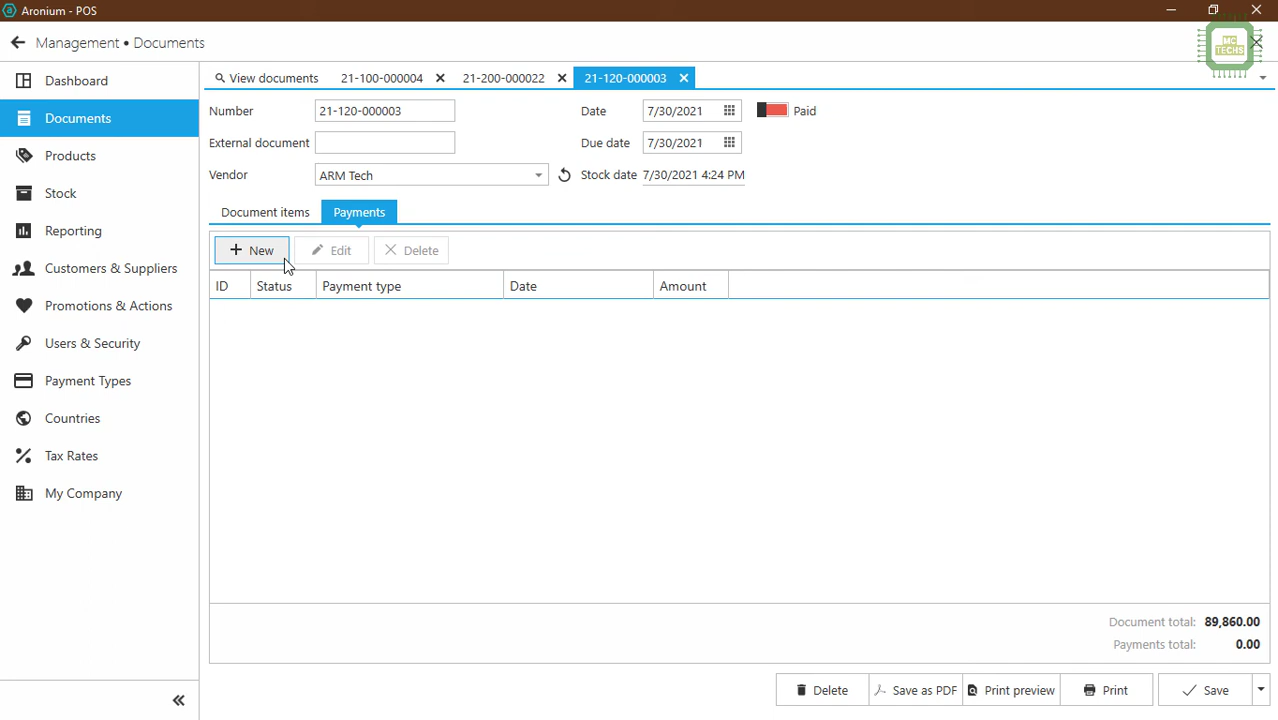 Aronium - POS
Management • Documents
MC
TECHS
Dashboard
Documents
Products
Stock
Reporting
Customers & Suppliers
Promotions & Actions
Users & Security
Payment Types
Countries
Tax Rates
My Company
View documents 21-100-000004 21-200-000022 21-120-000003
Number 21-120-000003 Date 7/30/2021 Paid
External document Due date 7/30/2021
Vendor ARM Tech Stock date 7/30/2021 4:24 PM
Document items Payments
New Edit Delete
ID Status Payment type Date Amount
Document total: 89,860.00
Payments total: 0.00
Delete Save as PDF Print preview Print Save